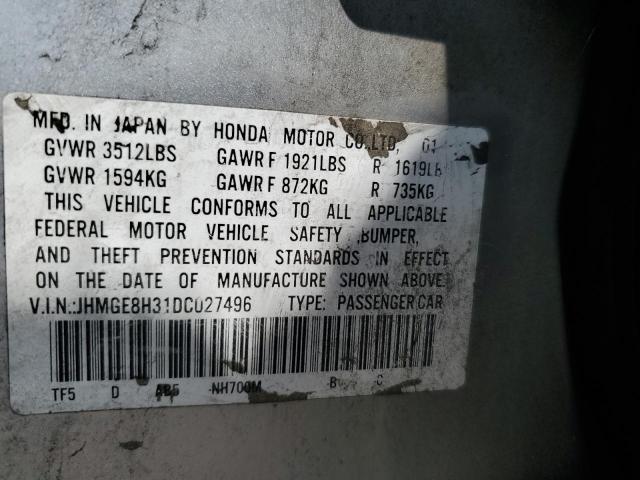 MFD. IN JAPAN BY HONDA MOTOR CO.,LTD, 01
GVWR 3512LBS GAWR F 1921LBS R 1619LB
GVWR 1594KG GAWR F 872KG R 735KG
THIS VEHICLE CONFORMS TO ALL APPLICABLE
FEDERAL MOTOR VEHICLE SAFETY ,BUMPER,
AND THEFT PREVENTION STANDARDS IN EFFECT
ON THE DATE OF MANUFACTURE SHOWN ABOVE
V.I.N.:JHMGE8H31DC027496 TYPE: PASSENGER CAR
TF5 D NH700M B C